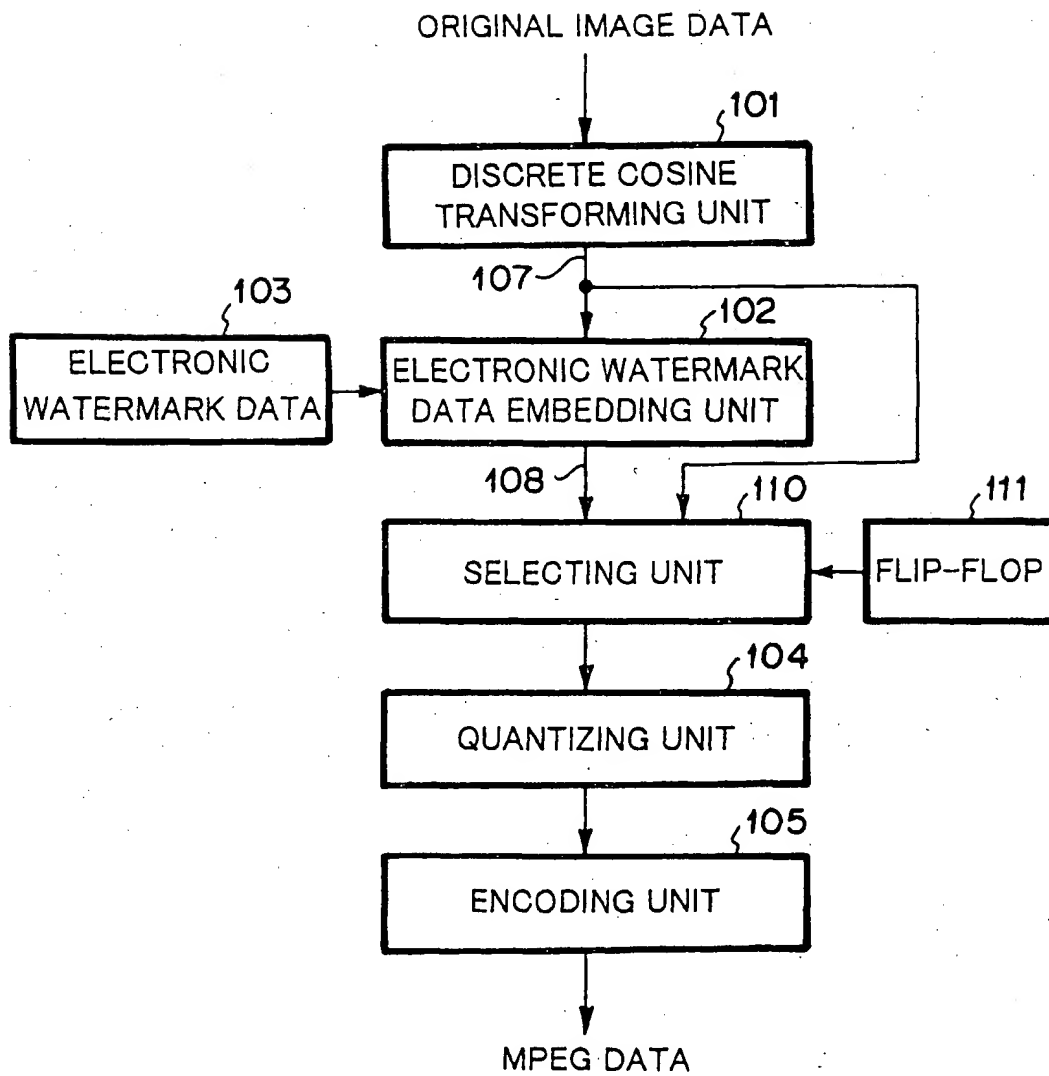 ORIGINAL IMAGE DATA
101
DISCRETE COSINE
TRANSFORMING UNIT
107
103
102
ELECTRONIC
WATERMARK DATA
ELECTRONIC WATERMARK
DATA EMBEDDING UNIT
108
110
111
SELECTING UNIT
FLIP-FLOP
104
QUANTIZING UNIT
105
ENCODING UNIT
MPEG DATA